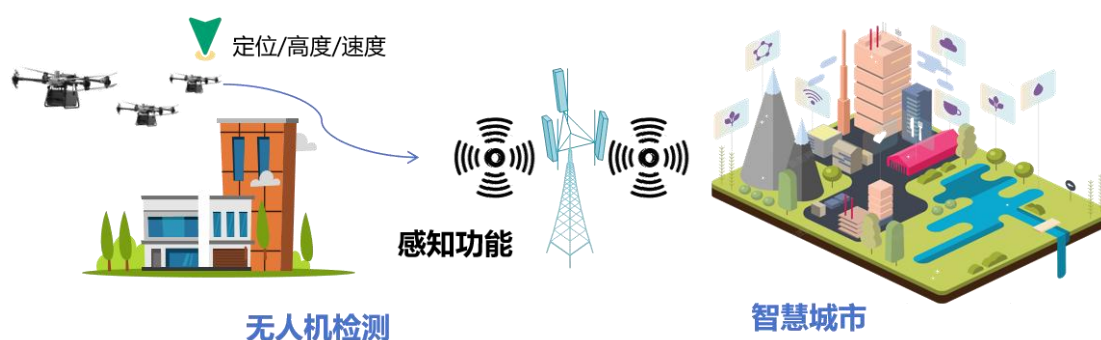 定位/高度/速度
感知功能
无人机检测
智慧城市